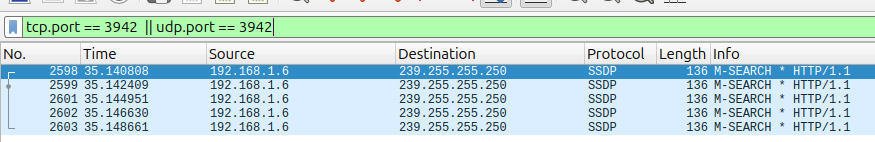 tcp.port == 3942 || udp.port == 3942
No. Time Source Destination Protocol Length Info
2598 35.140808 192.168.1.6 239.255.255.250 SSDP 136 M-SEARCH * HTTP/1.1
2599 35.142409 192.168.1.6 239.255.255.250 SSDP 136 M-SEARCH * HTTP/1.1
2601 35.144951 192.168.1.6 239.255.255.250 SSDP 136 M-SEARCH * HTTP/1.1
2602 35.146630 192.168.1.6 239.255.255.250 SSDP 136 M-SEARCH * HTTP/1.1
2603 35.148661 192.168.1.6 239.255.255.250 SSDP 136 M-SEARCH * HTTP/1.1